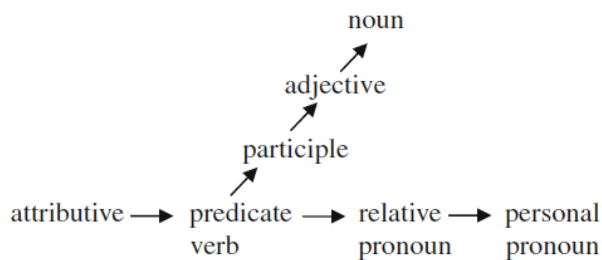 noun
adjective
participle
attributive predicate relative personal
verb pronoun pronoun